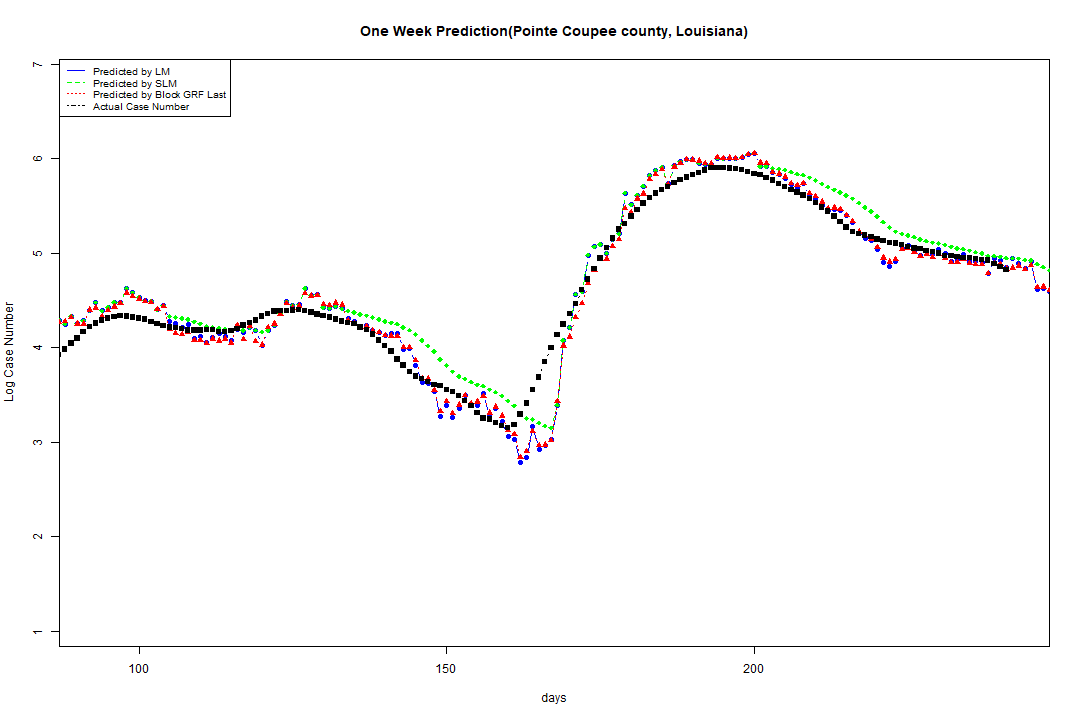 One Week Prediction(Pointe Coupee county, Louisiana)
Predicted by LM
Predicted by SLM
Predicted by Block GRF Last
Actual Case Number
7
6
5
4
3
2
1
Log Case Number
100 150 200
days